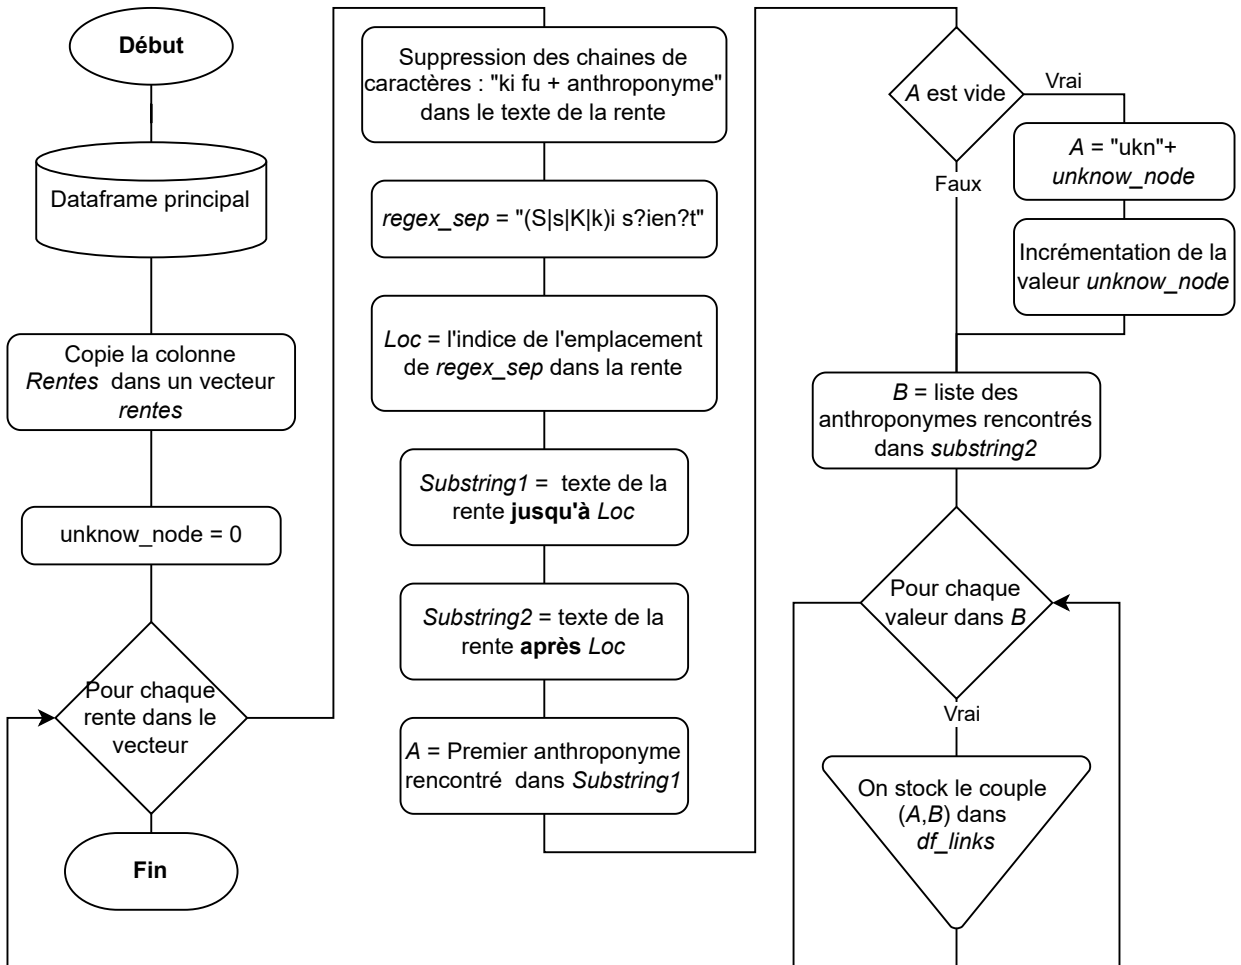 Début
Dataframe principal
Copie la colonne
Rentes dans un vecteur
rentes
unknow_node = 0
Pour chaque
rente dans le
vecteur
Fin
Suppression des chaines de
caractères : "ki fu + anthroponyme"
dans le texte de la rente
regex_sep = "(S|s|K|k)i s?ien?t"
Loc = l'indice de l'emplacement
de regex_sep dans la rente
Substring1 = texte de la
rente jusqu'à Loc
Substring2 = texte de la
rente après Loc
A = Premier anthroponyme
rencontré dans Substring1
A est vide
Vrai
A = "ukn"+
unknow_node
Incrémentation de la
valeur unknow_node
Faux
B = liste des
anthroponymes rencontrés
dans substring2
Pour chaque
valeur dans B
Vrai
On stock le couple
(A,B) dans
df_links